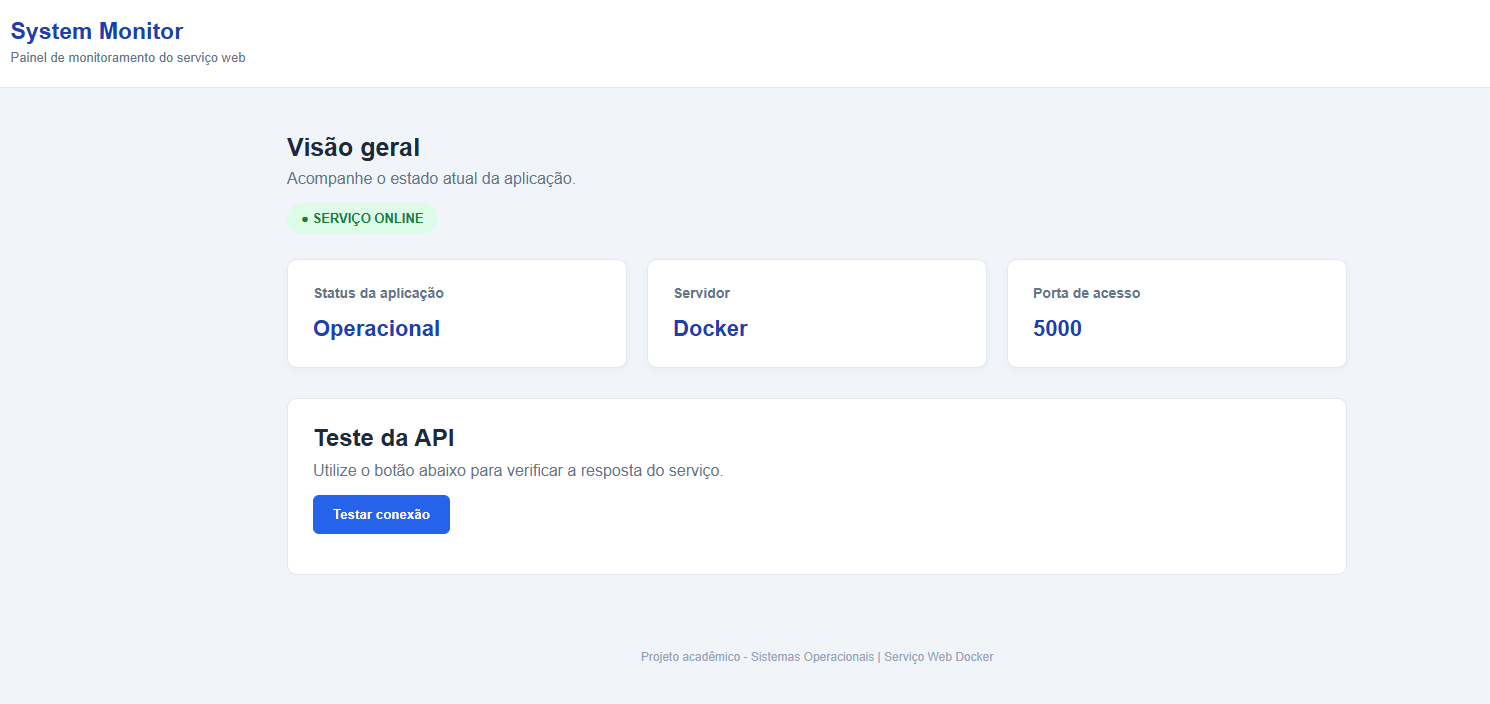 System Monitor
Painel de monitoramento do serviço web
Visão geral
Acompanhe o estado atual da aplicação.
● SERVIÇO ONLINE
Status da aplicação
Operacional
Servidor
Docker
Porta de acesso
5000
Teste da API
Utilize o botão abaixo para verificar a resposta do serviço.
Testar conexão
Projeto acadêmico - Sistemas Operacionais | Serviço Web Docker